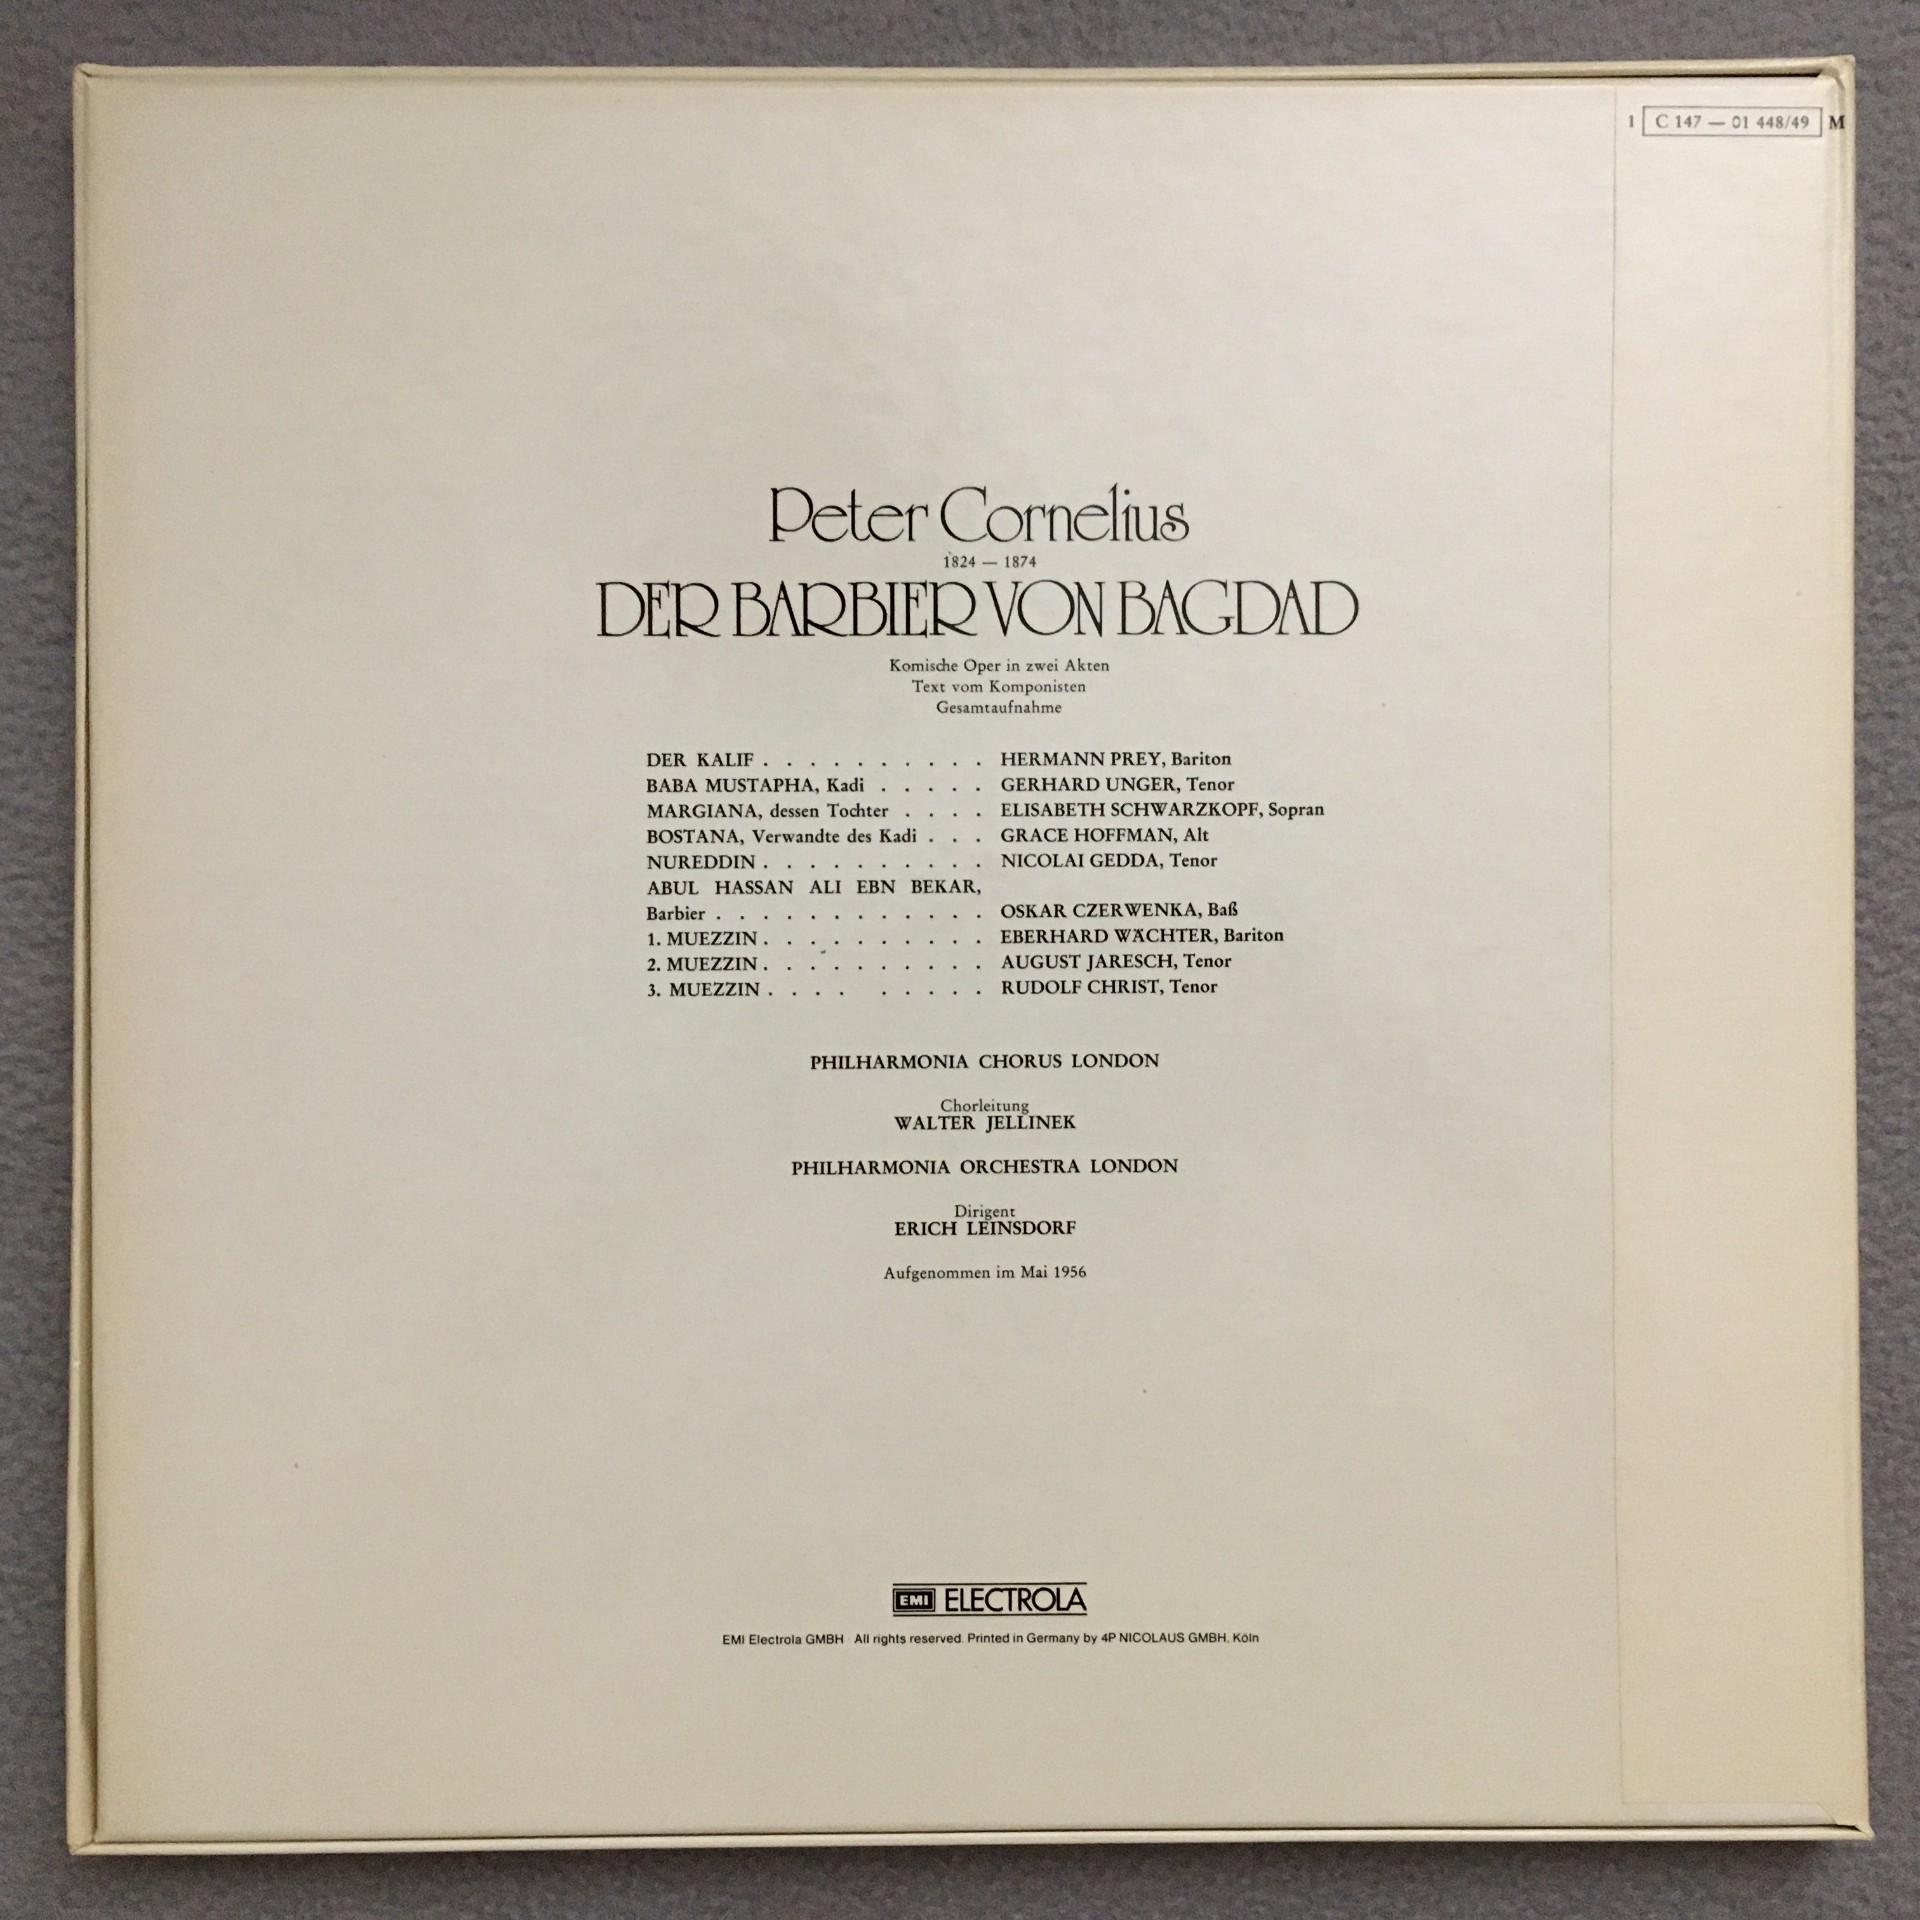 1 C 147 — 01 448/49 M
Peter Cornelius
1824 — 1874
DER BARBIER VON BAGDAD
Komische Oper in zwei Akten
Text vom Komponisten
Gesamtaufnahme
DER KALIF . . . . . . . . . . HERMANN PREY, Bariton
BABA MUSTAPHA, Kadi . . . . . GERHARD UNGER, Tenor
MARGIANA, dessen Tochter . . . . ELISABETH SCHWARZKOPF, Sopran
BOSTANA, Verwandte des Kadi . . . GRACE HOFFMAN, Alt
NUREDDIN . . . . . . . . . . NICOLAI GEDDA, Tenor
ABUL HASSAN ALI EBN BEKAR,
Barbier . . . . . . . . . . . . OSKAR CZERWENKA, Baß
1. MUEZZIN . . . . . . . . . . EBERHARD WÄCHTER, Bariton
2. MUEZZIN . . . . . . . . . . AUGUST JARESCH, Tenor
3. MUEZZIN . . . . . . . . . RUDOLF CHRIST, Tenor
PHILHARMONIA CHORUS LONDON
Chorleitung
WALTER JELLINEK
PHILHARMONIA ORCHESTRA LONDON
Dirigent
ERICH LEINSDORF
Aufgenommen im Mai 1956
EMI ELECTROLA
EMI Electrola GMBH · All rights reserved. Printed in Germany by 4P NICOLAUS GMBH, Köln